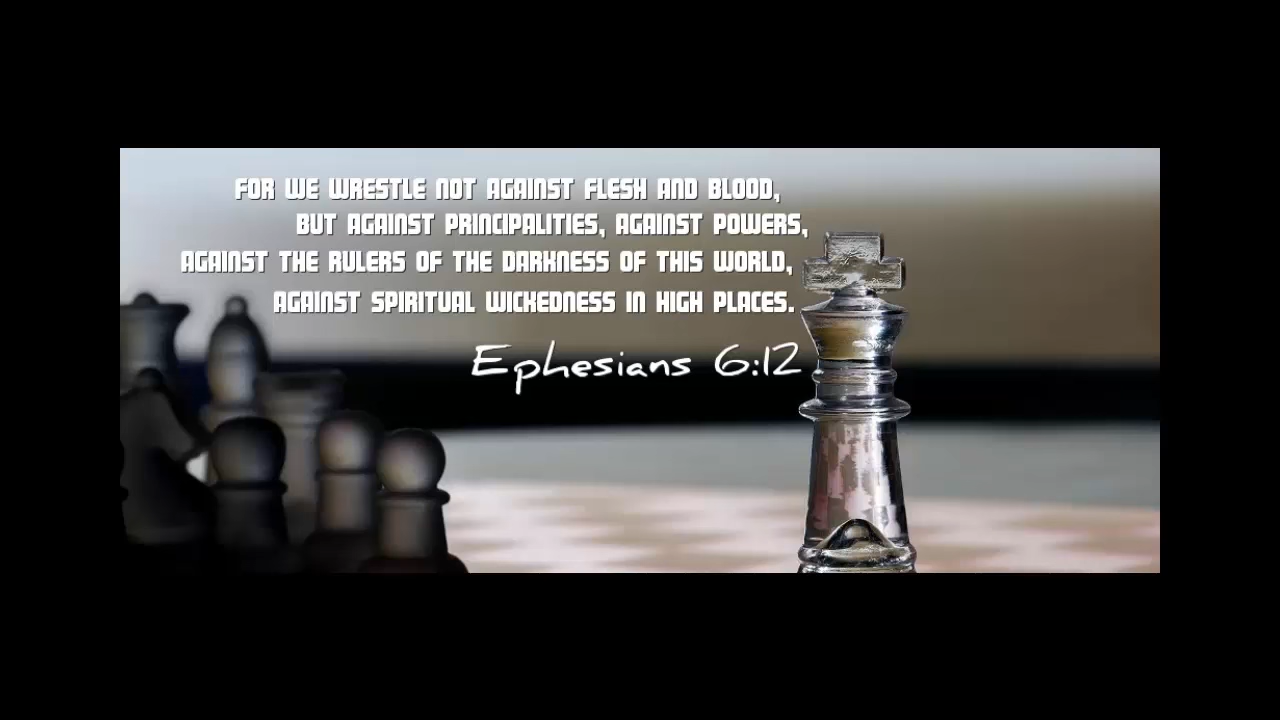 FOR WE WRESTLE NOT AGAINST FLESH AND BLOOD,
BUT AGAINST PRINCIPALITIES, AGAINST POWERS,
AGAINST THE RULERS OF THE DARKNESS OF THIS WORLD,
AGAINST SPIRITUAL WICKEDNESS IN HIGH PLACES.
Ephesians 6:12